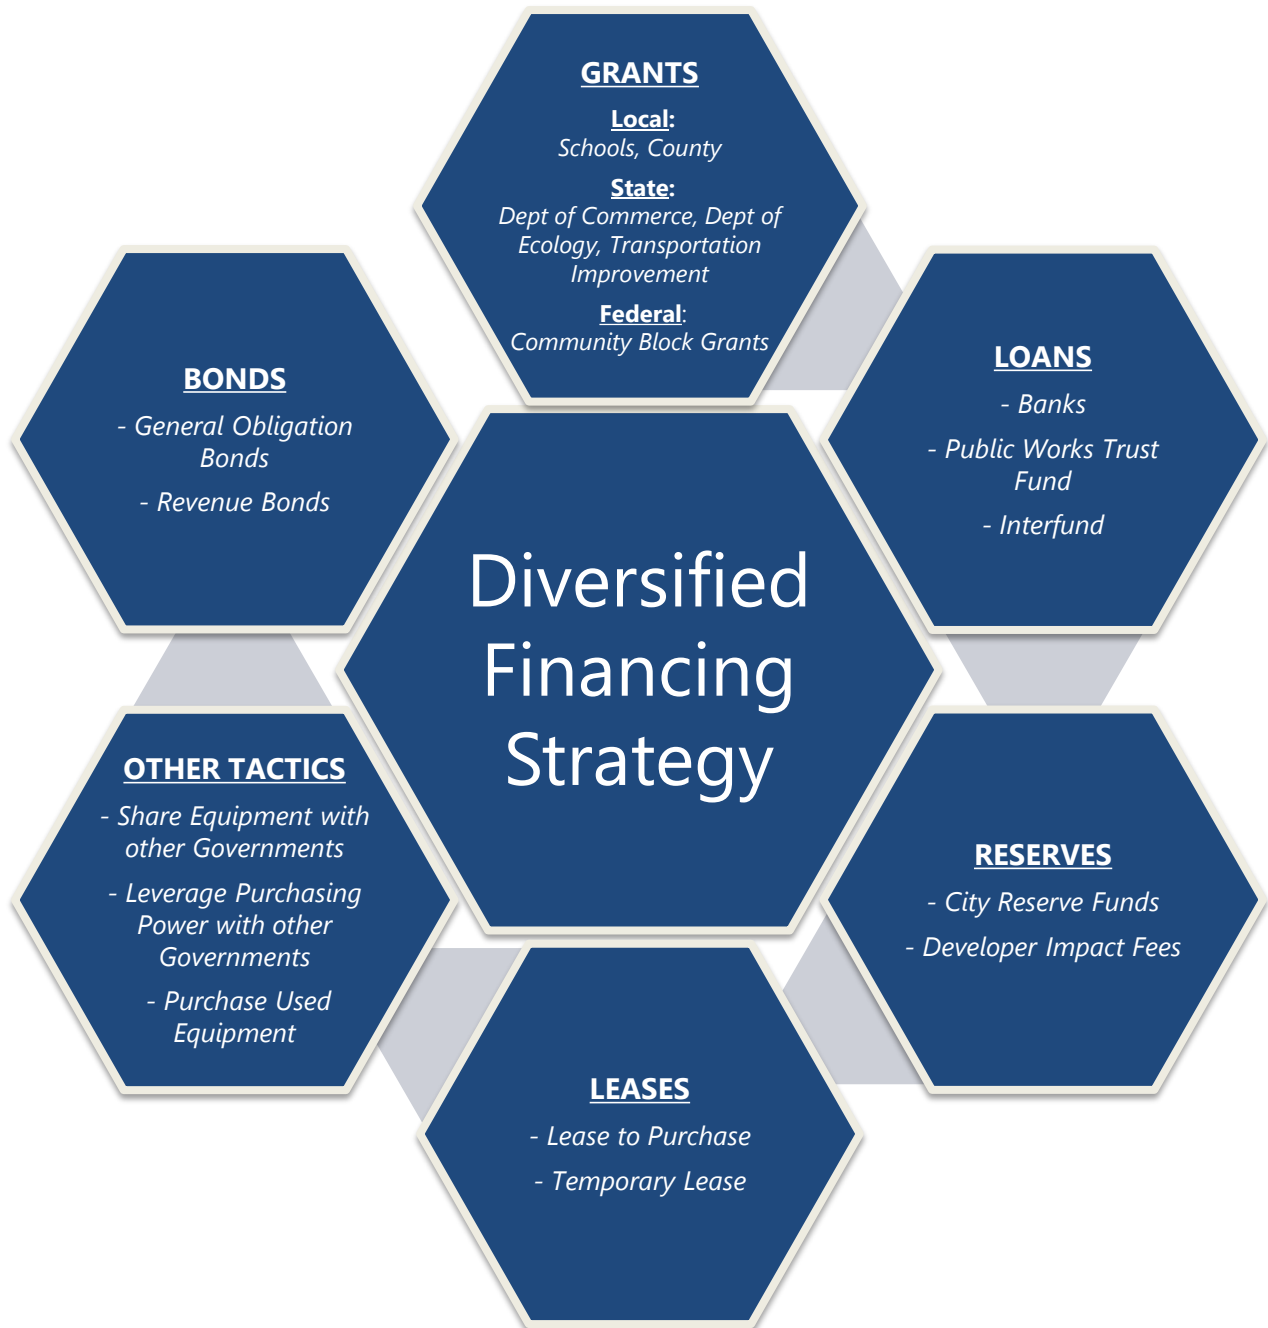 GRANTS
Local:
Schools, County
State:
Dept of Commerce, Dept of
Ecology, Transportation
Improvement
Federal:
Community Block Grants
LOANS
- Banks
- Public Works Trust
Fund
- Interfund
RESERVES
- City Reserve Funds
- Developer Impact Fees
LEASES
- Lease to Purchase
- Temporary Lease
OTHER TACTICS
- Share Equipment with
other Governments
- Leverage Purchasing
Power with other
Governments
- Purchase Used
Equipment
BONDS
- General Obligation
Bonds
- Revenue Bonds
Diversified
Financing
Strategy